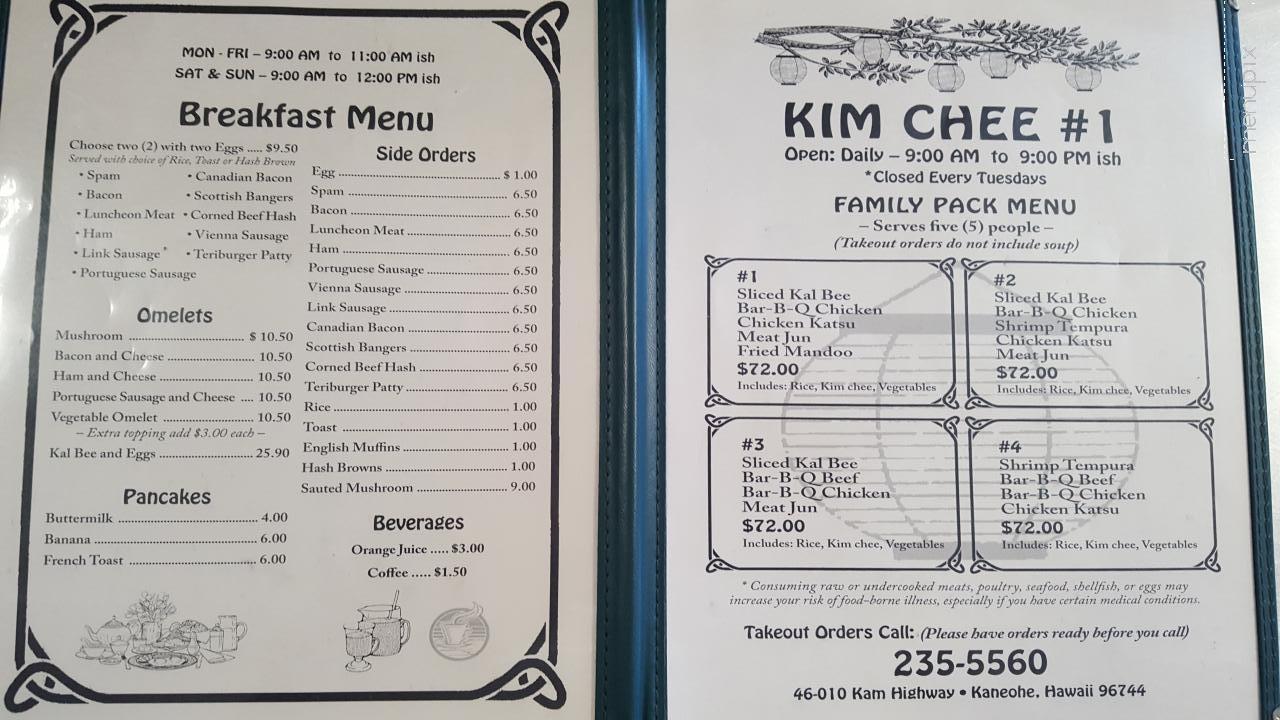 MON - FRI – 9:00 AM to 11:00 AM ish
SAT & SUN – 9:00 AM to 12:00 PM ish
Breakfast Menu
Choose two (2) with two Eggs ..... $9.50
Served with choice of Rice, Toast or Hash Brown
• Spam • Canadian Bacon
• Bacon • Scottish Bangers
• Luncheon Meat • Corned Beef Hash
• Ham • Vienna Sausage
• Link Sausage • Teriburger Patty
• Portuguese Sausage
Omelets
Mushroom ..... $ 10.50
Bacon and Cheese ..... 10.50
Ham and Cheese ..... 10.50
Portuguese Sausage and Cheese .... 10.50
Vegetable Omelet ..... 10.50
– Extra topping add $3.00 each –
Kal Bee and Eggs ..... 25.90
Pancakes
Buttermilk ..... 4.00
Banana ..... 6.00
French Toast ..... 6.00
Side Orders
Egg ..... $ 1.00
Spam ..... 6.50
Bacon ..... 6.50
Luncheon Meat ..... 6.50
Ham ..... 6.50
Portuguese Sausage ..... 6.50
Vienna Sausage ..... 6.50
Link Sausage ..... 6.50
Canadian Bacon ..... 6.50
Scottish Bangers ..... 6.50
Corned Beef Hash ..... 6.50
Teriburger Patty ..... 6.50
Rice ..... 1.00
Toast ..... 1.00
English Muffins ..... 1.00
Hash Browns ..... 1.00
Sauted Mushroom ..... 9.00
Beverages
Orange Juice ..... $3.00
Coffee ..... $1.50
KIM CHEE #1
Open: Daily – 9:00 AM to 9:00 PM ish
*Closed Every Tuesdays
FAMILY PACK MENU
– Serves five (5) people –
(Takeout orders do not include soup)
#1
Sliced Kal Bee
Bar-B-Q Chicken
Chicken Katsu
Meat Jun
Fried Mandoo
$72.00
Includes: Rice, Kim chee, Vegetables
#2
Sliced Kal Bee
Bar-B-Q Chicken
Shrimp Tempura
Chicken Katsu
Meat Jun
$72.00
Includes: Rice, Kim chee, Vegetables
#3
Sliced Kal Bee
Bar-B-Q Beef
Bar-B-Q Chicken
Meat Jun
$72.00
Includes: Rice, Kim chee, Vegetables
#4
Shrimp Tempura
Bar-B-Q Beef
Bar-B-Q Chicken
Chicken Katsu
$72.00
Includes: Rice, Kim chee, Vegetables
* Consuming raw or undercooked meats, poultry, seafood, shellfish, or eggs may
increase your risk of food-borne illness, especially if you have certain medical conditions.
Takeout Orders Call: (Please have orders ready before you call)
235-5560
46-010 Kam Highway • Kaneohe, Hawaii 96744
menupix